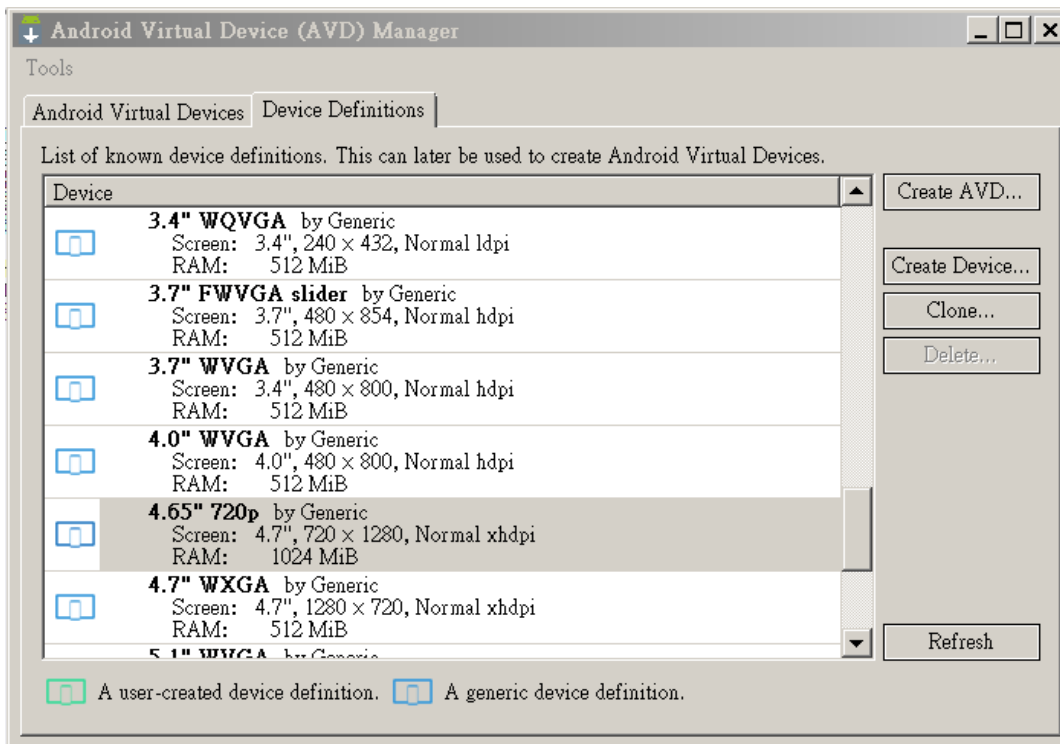 Android Virtual Device (AVD) Manager
Tools
Android Virtual Devices Device Definitions
List of known device definitions. This can later be used to create Android Virtual Devices.
Device
Create AVD...
3.4" WQVGA by Generic
Screen: 3.4", 240 × 432, Normal ldpi
RAM: 512 MiB
Create Device...
3.7" FWVGA slider by Generic
Screen: 3.7", 480 × 854, Normal hdpi
RAM: 512 MiB
Clone...
Delete...
3.7" WVGA by Generic
Screen: 3.4", 480 × 800, Normal hdpi
RAM: 512 MiB
4.0" WVGA by Generic
Screen: 4.0", 480 × 800, Normal hdpi
RAM: 512 MiB
4.65" 720p by Generic
Screen: 4.7", 720 × 1280, Normal xhdpi
RAM: 1024 MiB
4.7" WXGA by Generic
Screen: 4.7", 1280 × 720, Normal xhdpi
RAM: 512 MiB
5.1" WVGA by Generic
Refresh
A user-created device definition. A generic device definition.